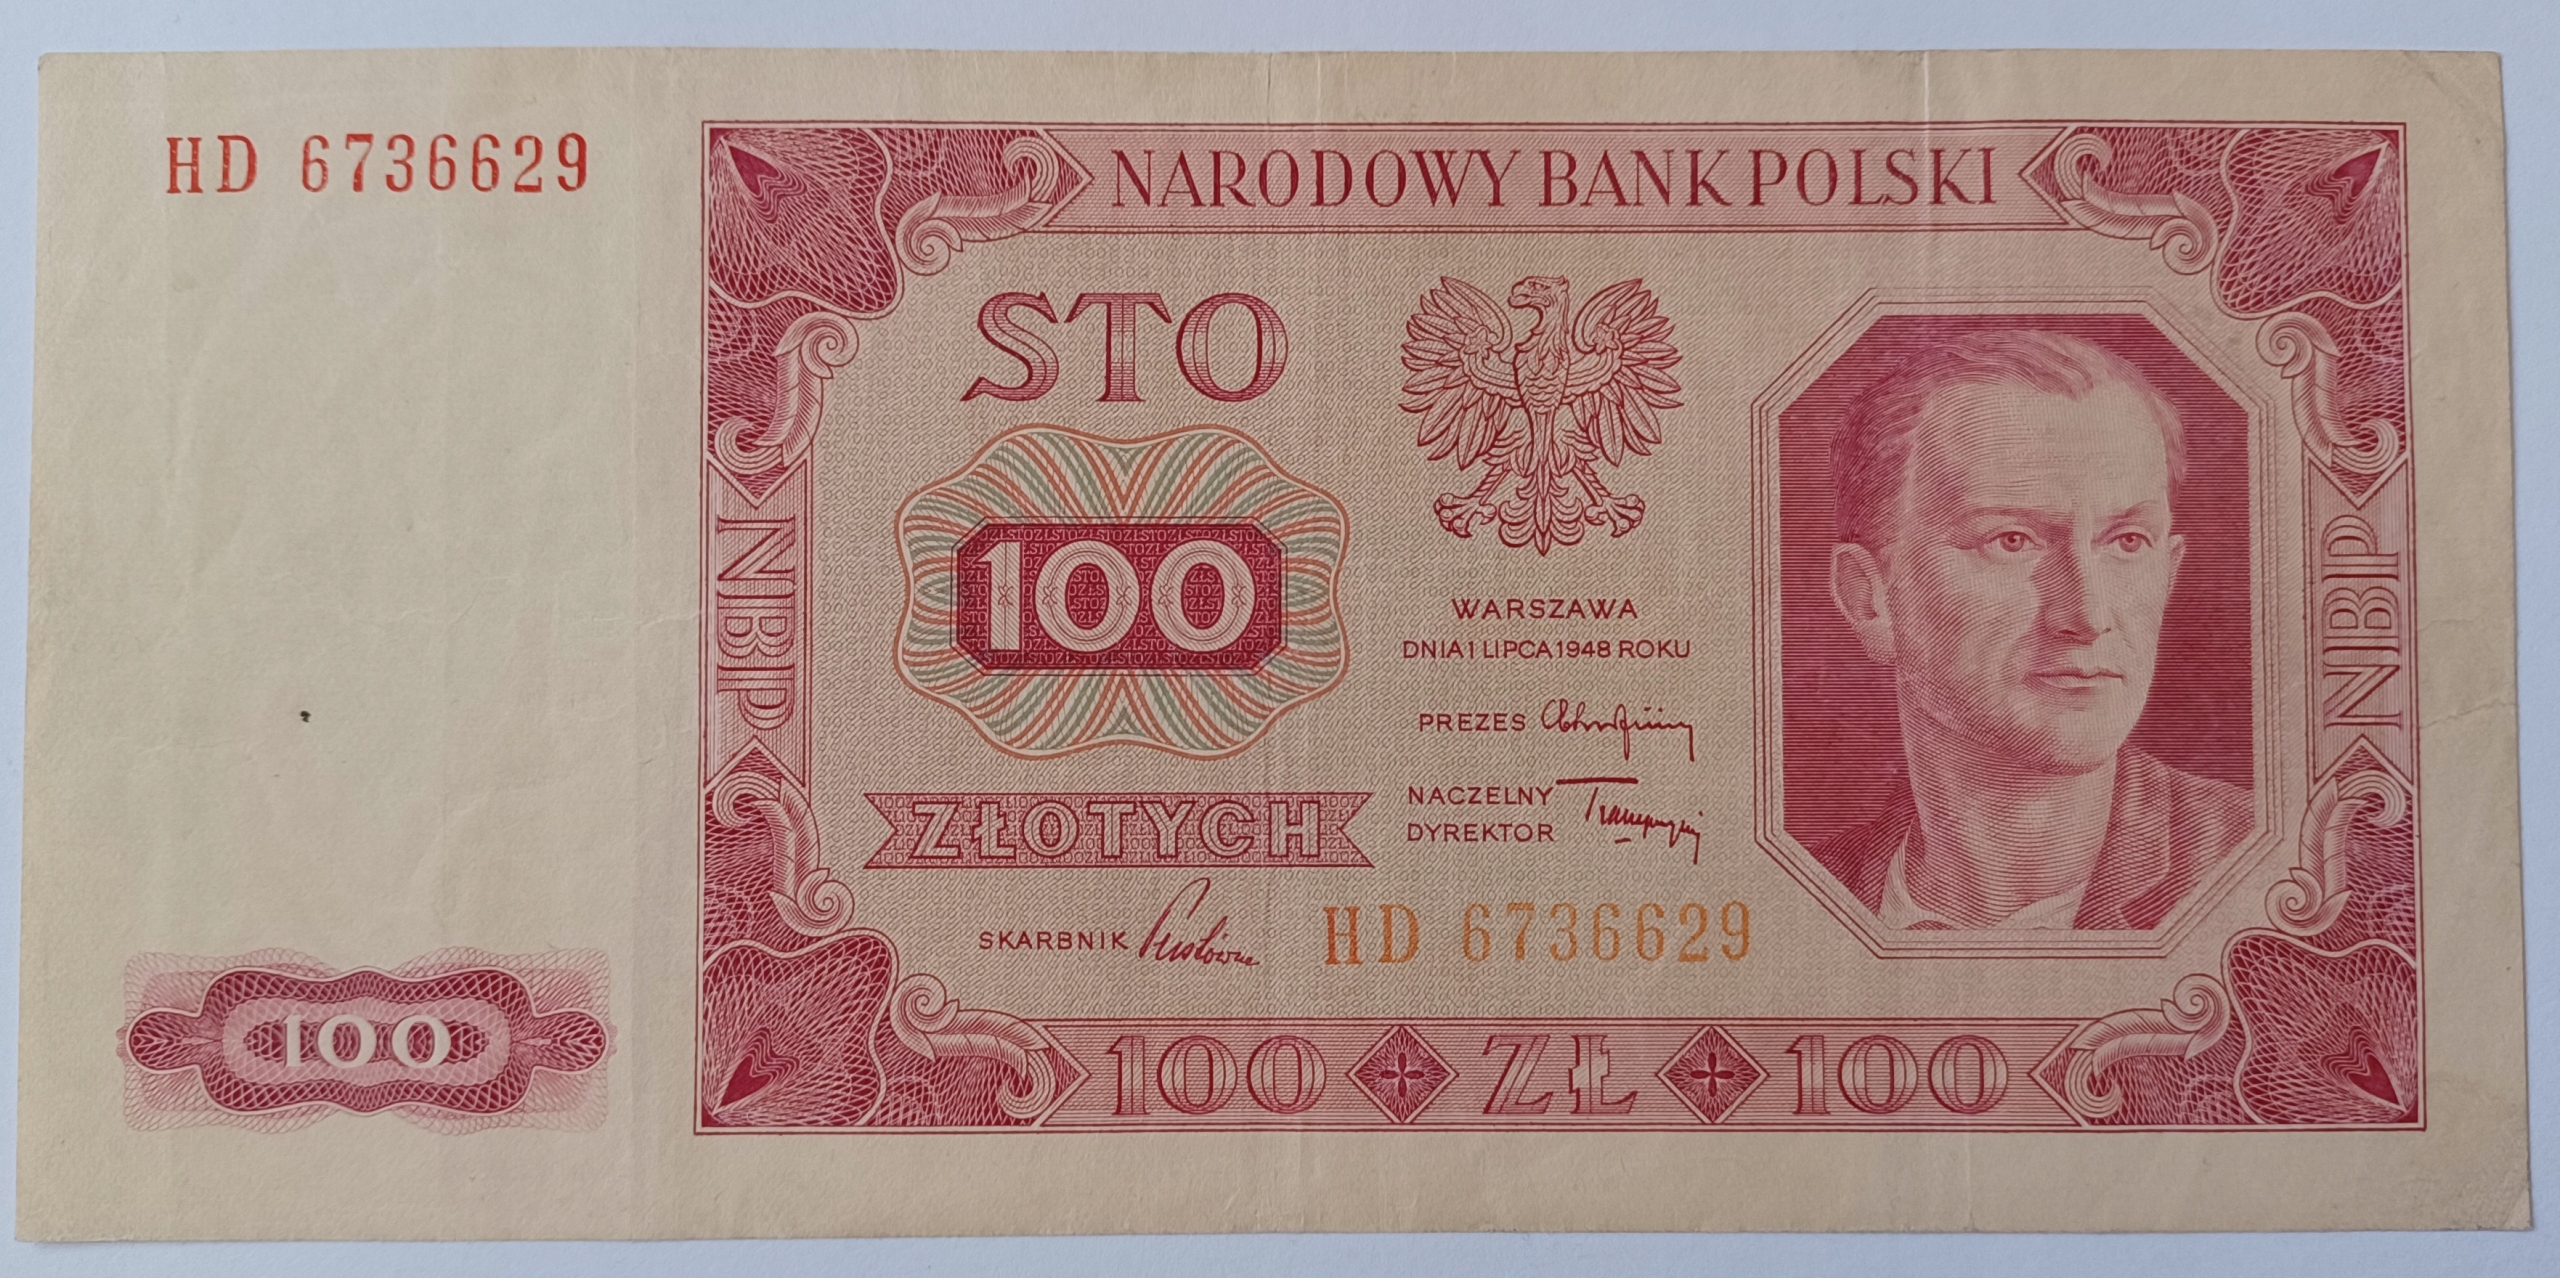 HD 6736629
NARODOWY BANK POLSKI
STO
100
ZŁOTYCH
WARSZAWA
DNIA 1 LIPCA 1948 ROKU
PREZES
NACZELNY
DYREKTOR
SKARBNIK
HD 6736629
NBP
NBP
100
100 ZŁ 100